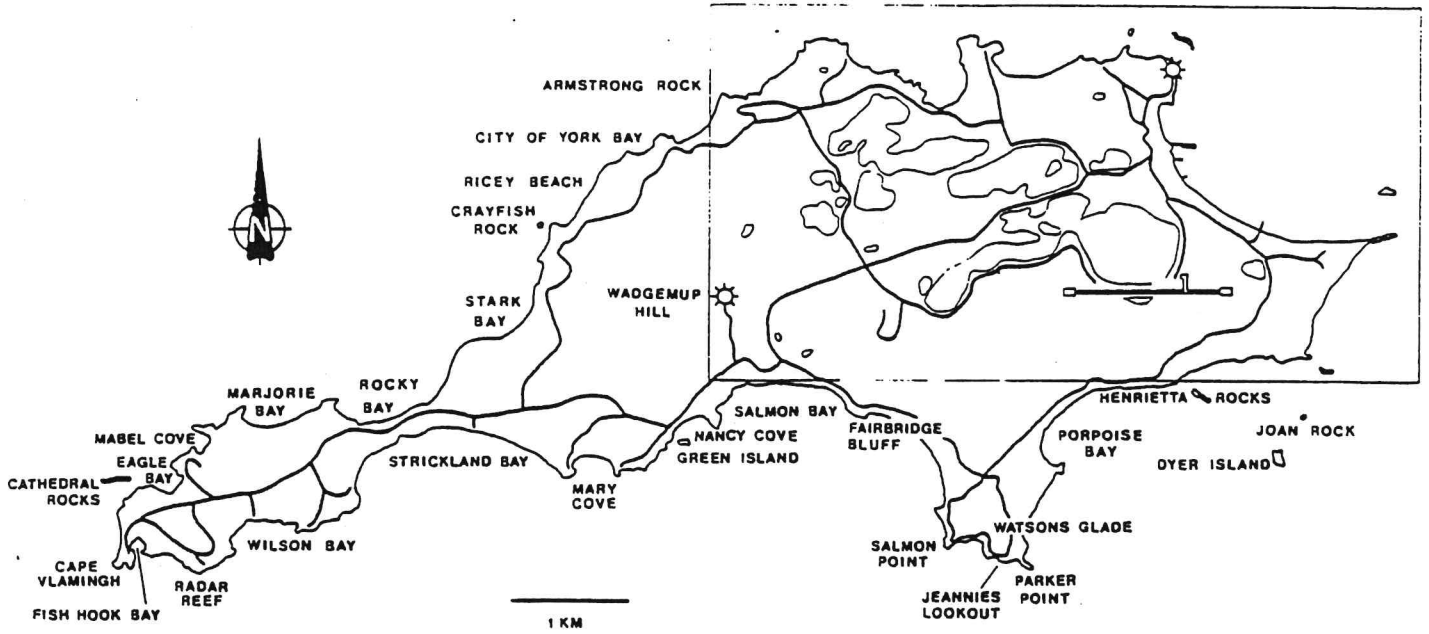 ARMSTRONG ROCK
CITY OF YORK BAY
RICEY BEACH
CRAYFISH
ROCK
N
STARK
BAY
WADGEMUP
HILL
1
MARJORIE
BAY
ROCKY
BAY
MABEL COVE
EAGLE
BAY
CATHEDRAL
ROCKS
STRICKLAND BAY
MARY
COVE
SALMON BAY
NANCY COVE
GREEN ISLAND
FAIRBRIDGE
BLUFF
HENRIETTA ROCKS
JOAN ROCK
PORPOISE
BAY
DYER ISLAND
WILSON BAY
CAPE
VLAMINGH
RADAR
REEF
FISH HOOK BAY
WATSONS GLADE
SALMON
POINT
PARKER
POINT
JEANNIES
LOOKOUT
1 KM